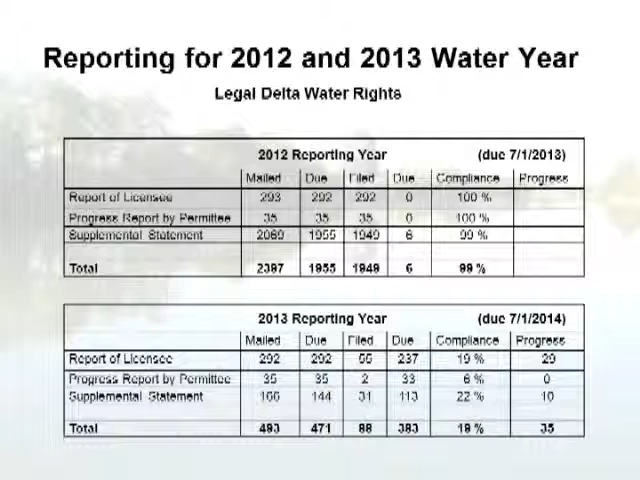 Reporting for 2012 and 2013 Water Year
Legal Delta Water Rights
2012 Reporting Year (due 7/1/2013)
Mailed Due Filed Due Compliance Progress
Report of Licensee 293 292 292 0 100 %
Progress Report by Permittee 35 35 35 0 100 %
Supplemental Statement 2069 1955 1949 6 99 %
Total 2397 1955 1949 6 99 %
2013 Reporting Year (due 7/1/2014)
Mailed Due Filed Due Compliance Progress
Report of Licensee 292 292 55 237 19 % 29
Progress Report by Permittee 35 35 2 33 6 % 0
Supplemental Statement 166 144 31 113 22 % 10
Total 493 471 88 383 19 % 35